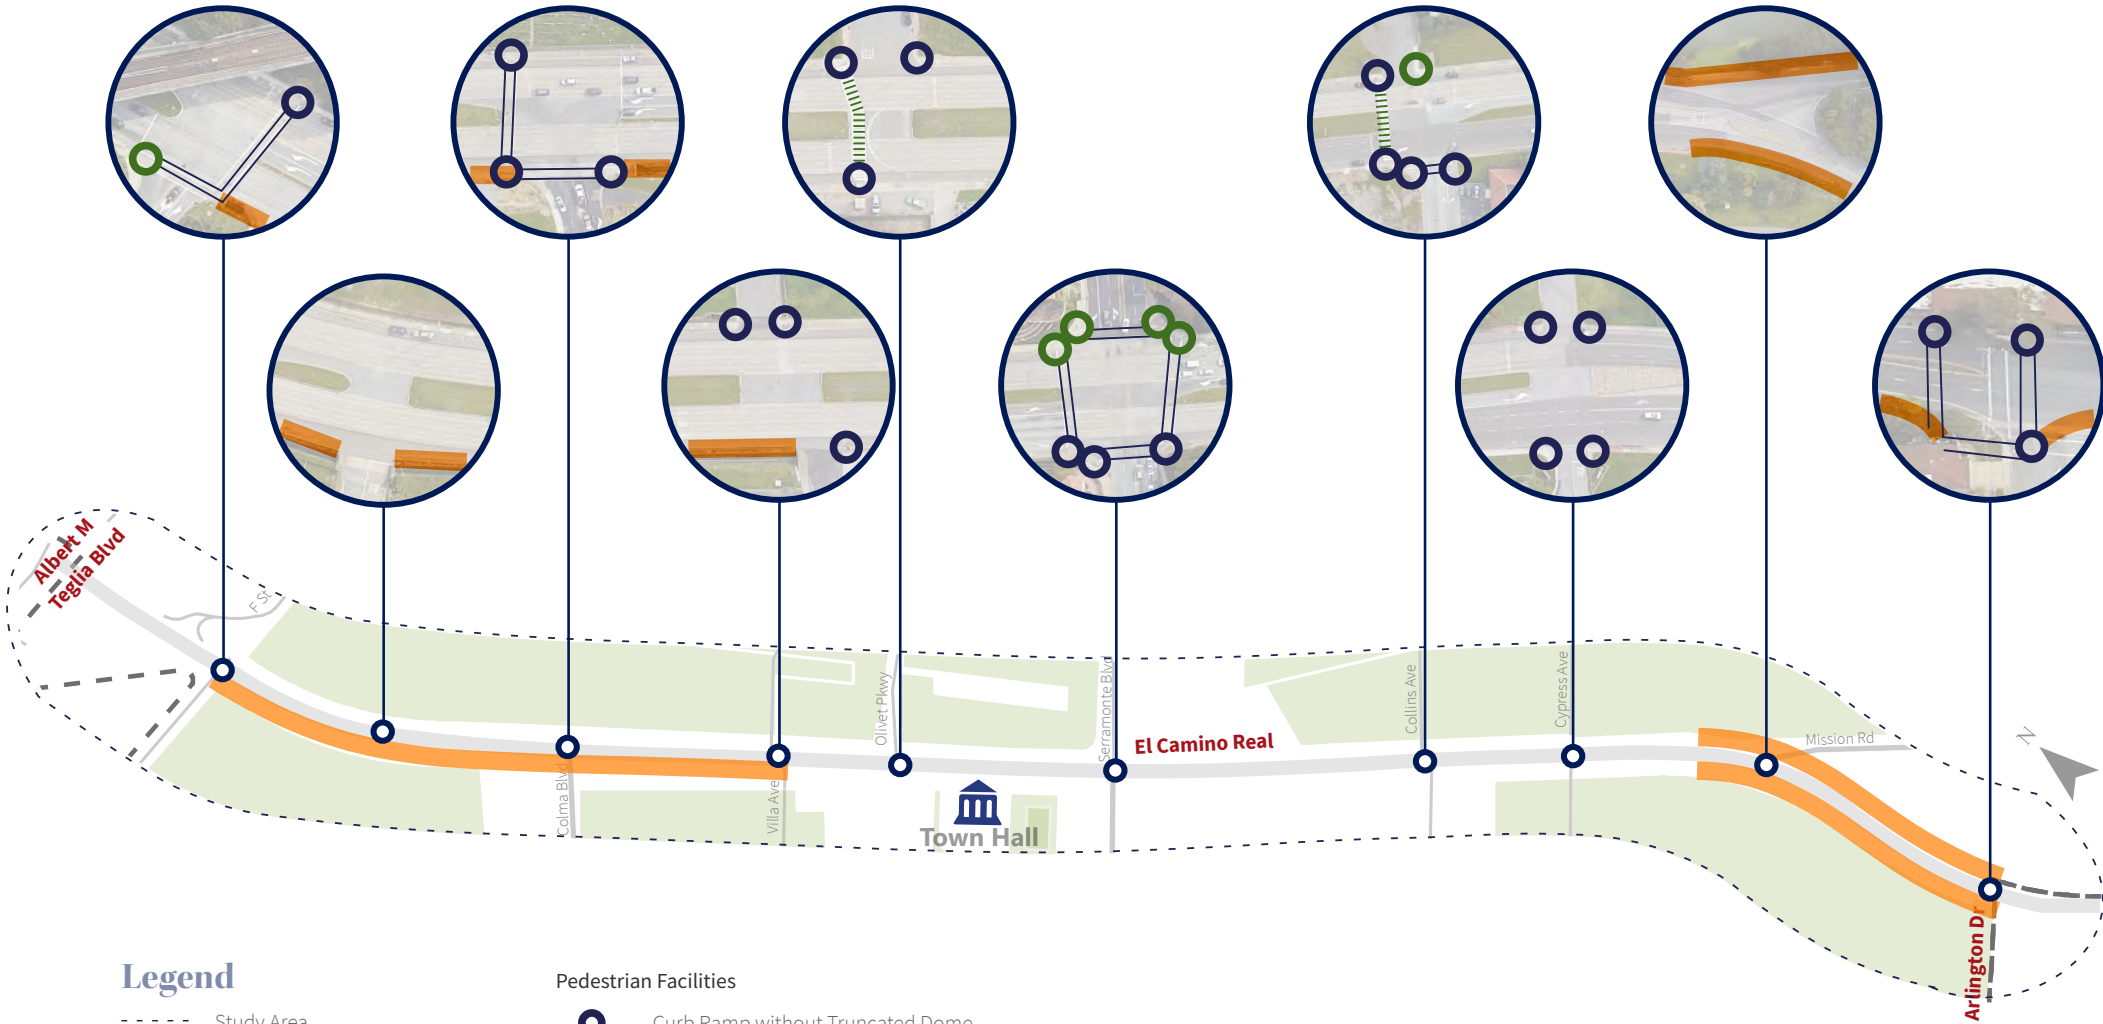 Albert M
Teglia Blvd
F St
Colma Blvd
Villa Ave
Olivet Pkwy
Serramonte Blvd
El Camino Real
Town Hall
Collins Ave
Cypress Ave
Mission Rd
N
Arlington Dr
Legend
Study Area
Pedestrian Facilities
Curb Ramp without Truncated Dome